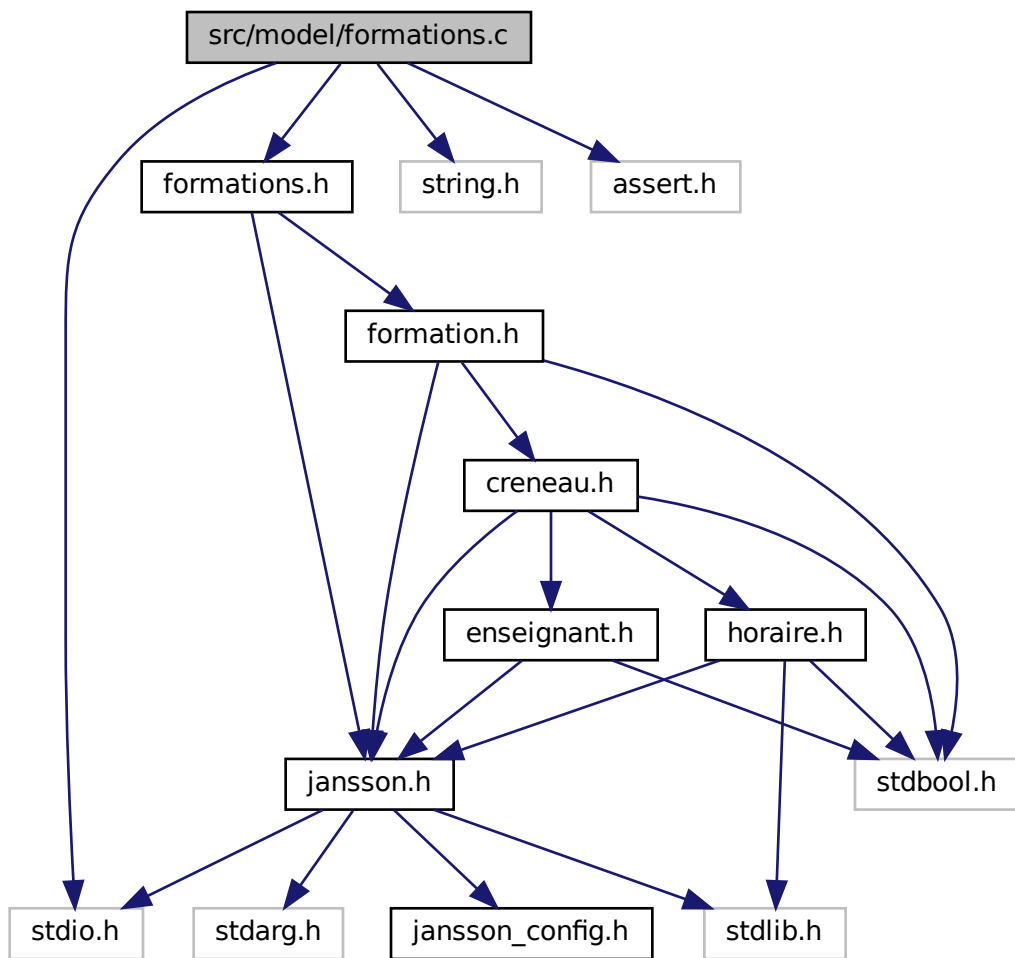 src/model/formations.c
formations.h
string.h
assert.h
formation.h
creneau.h
enseignant.h
horaire.h
jansson.h
stdbool.h
stdio.h
stdarg.h
jansson_config.h
stdlib.h